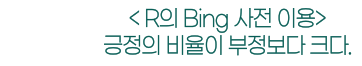 < R의 Bing 사전 이용>
긍정의 비율이 부정보다 크다.